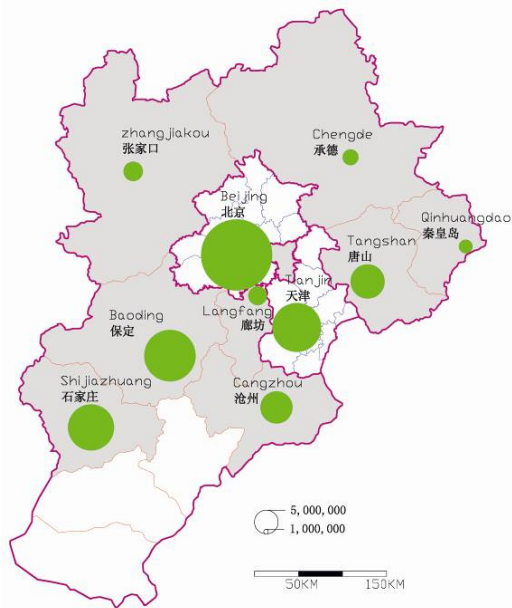 zhangjiakou
张家口
Chengde
承德
Beijing
北京
Qinhuangdao
秦皇岛
Tangshan
唐山
Tianjin
天津
Langfang
廊坊
Baoding
保定
Shijiazhuang
石家庄
Cangzhou
沧州
5,000,000
1,000,000
50KM
150KM